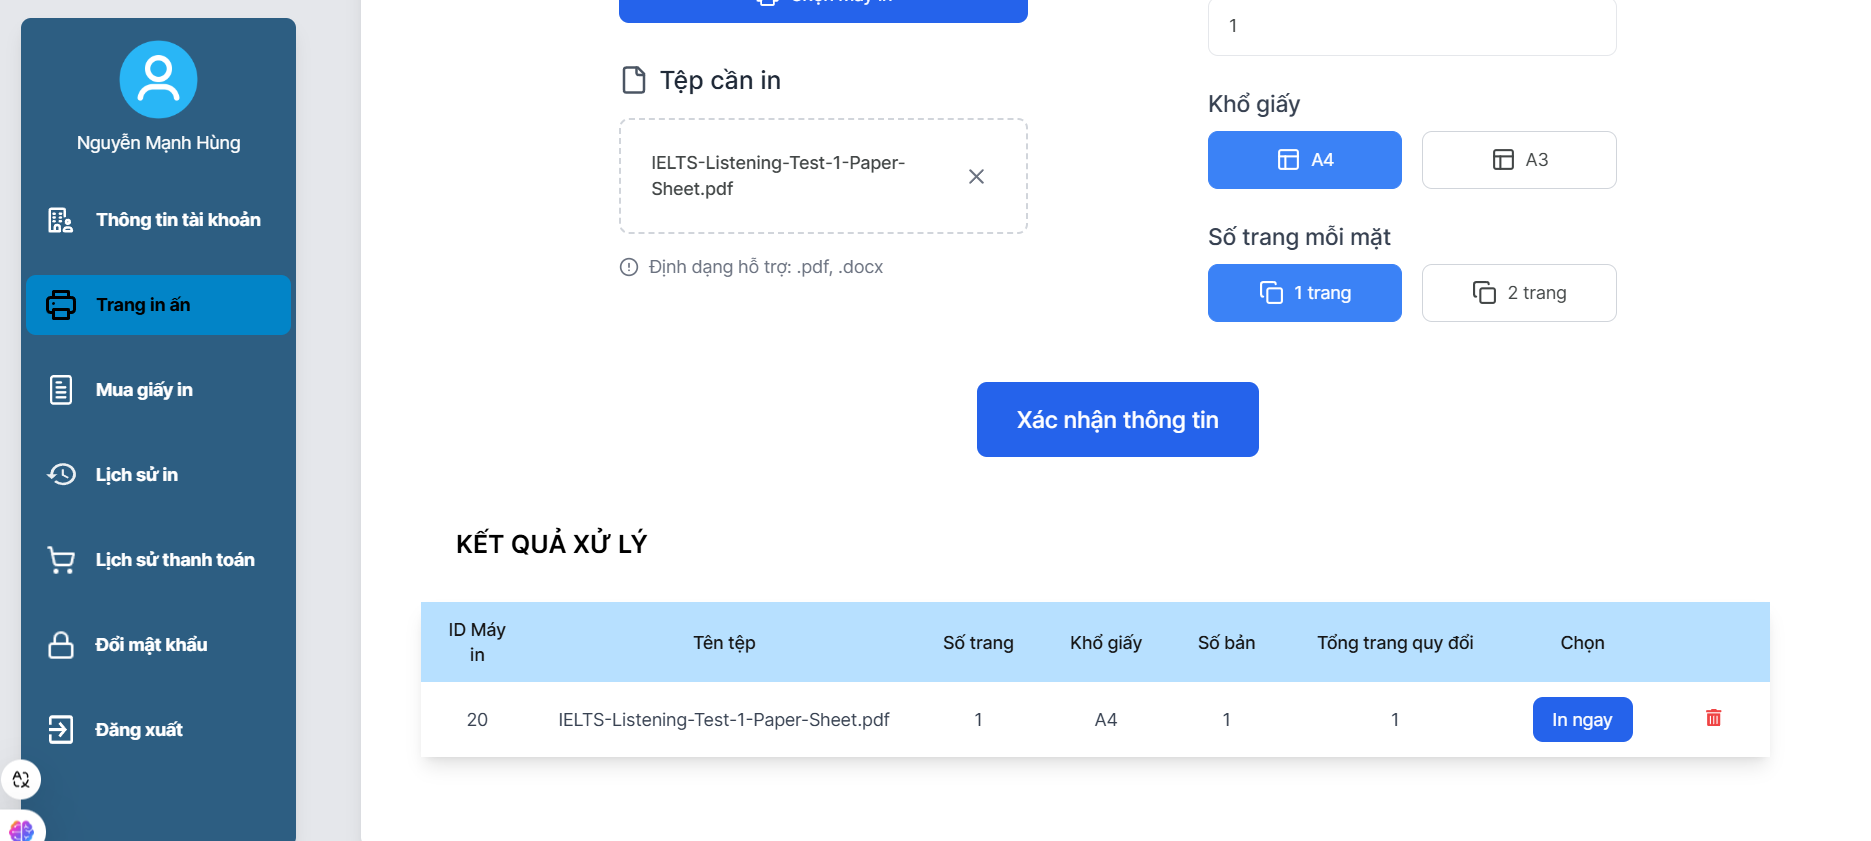 Nguyễn Mạnh Hùng
Thông tin tài khoản
Trang in ấn
Mua giấy in
Lịch sử in
Lịch sử thanh toán
Đổi mật khẩu
Đăng xuất
Tệp cần in
IELTS-Listening-Test-1-Paper-
Sheet.pdf
Định dạng hỗ trợ: .pdf, .docx
1
Khổ giấy
A4 A3
Số trang mỗi mặt
1 trang 2 trang
Xác nhận thông tin
KẾT QUẢ XỬ LÝ
ID Máy
in
Tên tệp Số trang Khổ giấy Số bản Tổng trang quy đổi Chọn
20 IELTS-Listening-Test-1-Paper-Sheet.pdf 1 A4 1 1 In ngay